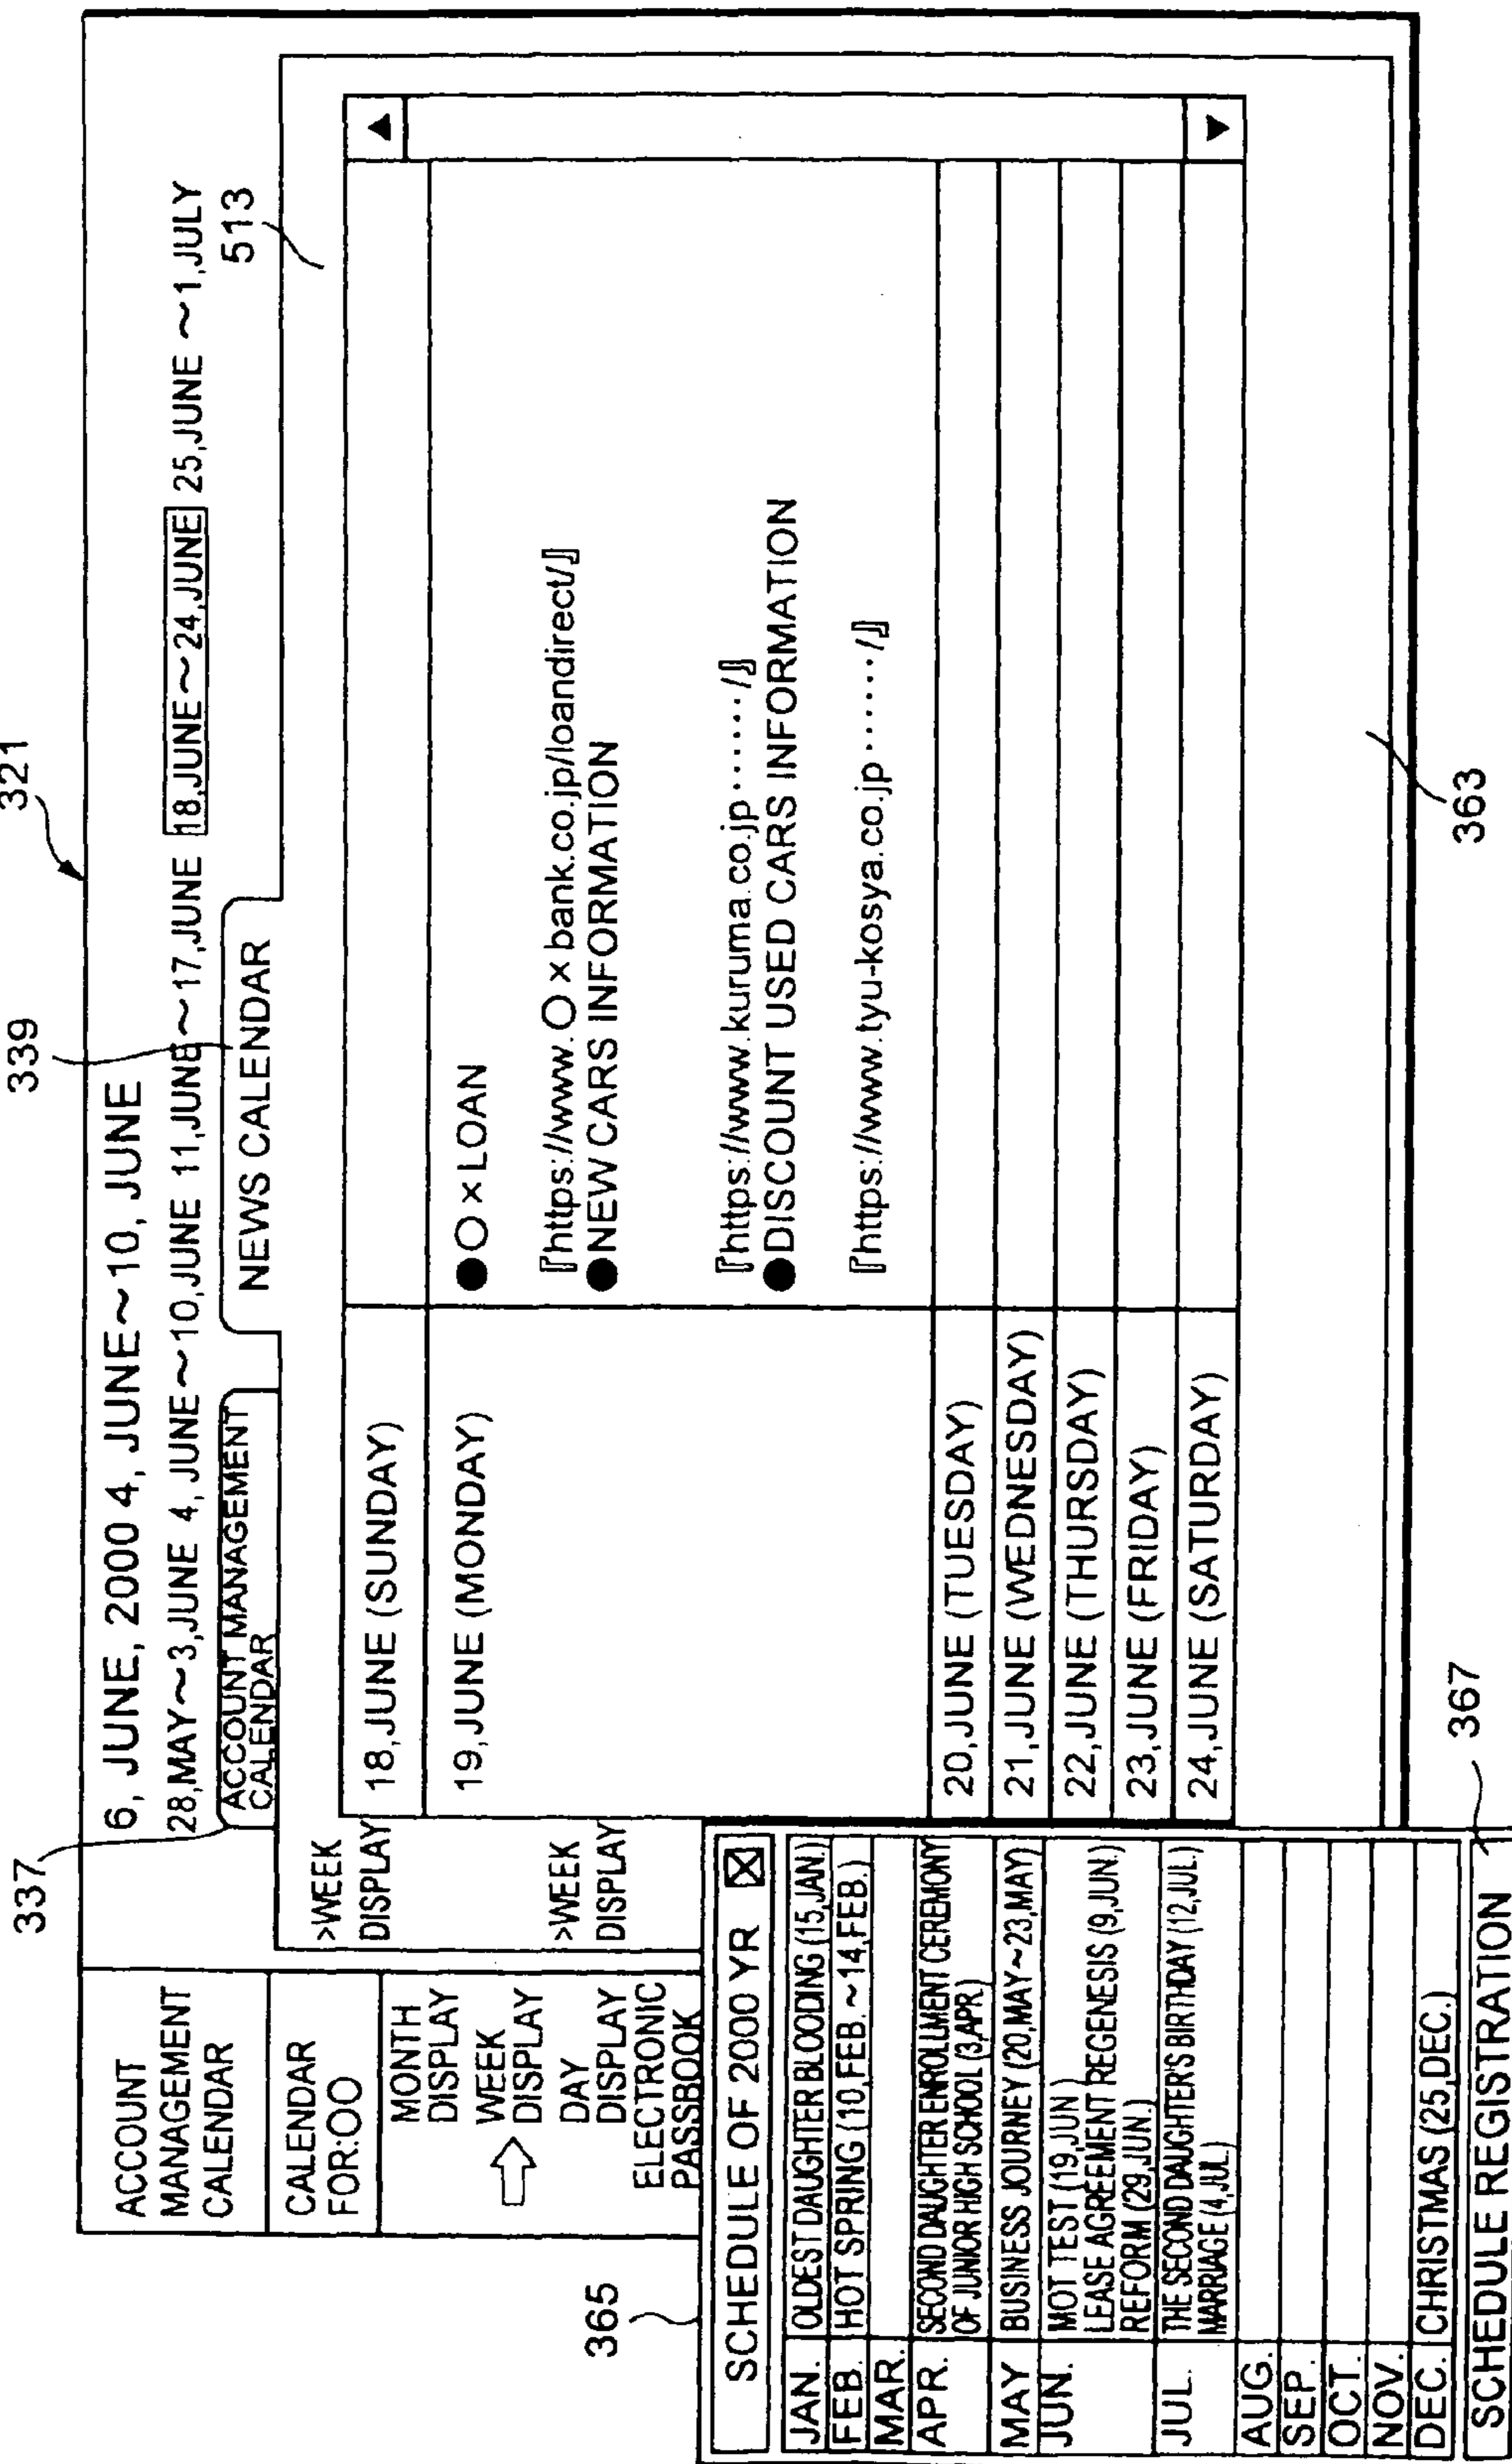 321
339
337
6, JUNE, 2000 4, JUNE~10, JUNE
28,MAY~3,JUNE 4, JUNE~10,JUNE 11,JUNE~17,JUNE 18,JUNE~24,JUNE 25,JUNE ~1,JULY
513
ACCOUNT
MANAGEMENT
CALENDAR
CALENDAR
FOR:OO
MONTH
DISPLAY
WEEK
DISPLAY
DAY
DISPLAY
ELECTRONIC
PASSBOOK
ACCOUNT MANAGEMENT
CALENDAR
NEWS CALENDAR
>WEEK
DISPLAY
>WEEK
DISPLAY
18,JUNE (SUNDAY)
19,JUNE (MONDAY)
●○×LOAN
『https://www.○×bank.co.jp/loandirect/』
●NEW CARS INFORMATION
『https://www.kuruma.co.jp·······/』
●DISCOUNT USED CARS INFORMATION
『https://www.tyu-kosya.co.jp·······/』
20,JUNE (TUESDAY)
21,JUNE (WEDNESDAY)
22,JUNE (THURSDAY)
23,JUNE (FRIDAY)
24,JUNE (SATURDAY)
363
365
SCHEDULE OF 2000 YR
JAN. OLDEST DAUGHTER BLOODING (15,JAN.)
FEB. HOT SPRING (10,FEB.~14,FEB.)
MAR.
APR. SECOND DAUGHTER ENROLLMENT CEREMONY
OF JUNIOR HIGH SCHOOL (3,APR.)
MAY BUSINESS JOURNEY (20,MAY~23,MAY)
JUN. MOT TEST (19,JUN)
LEASE AGREEMENT REGENESIS (9,JUN.)
REFORM (29,JUN.)
JUL. THE SECOND DAUGHTER'S BIRTHDAY (12,JUL.)
MARRIAGE (4,JUL.)
AUG.
SEP.
OCT.
NOV.
DEC. CHRISTMAS (25,DEC.)
SCHEDULE REGISTRATION
367